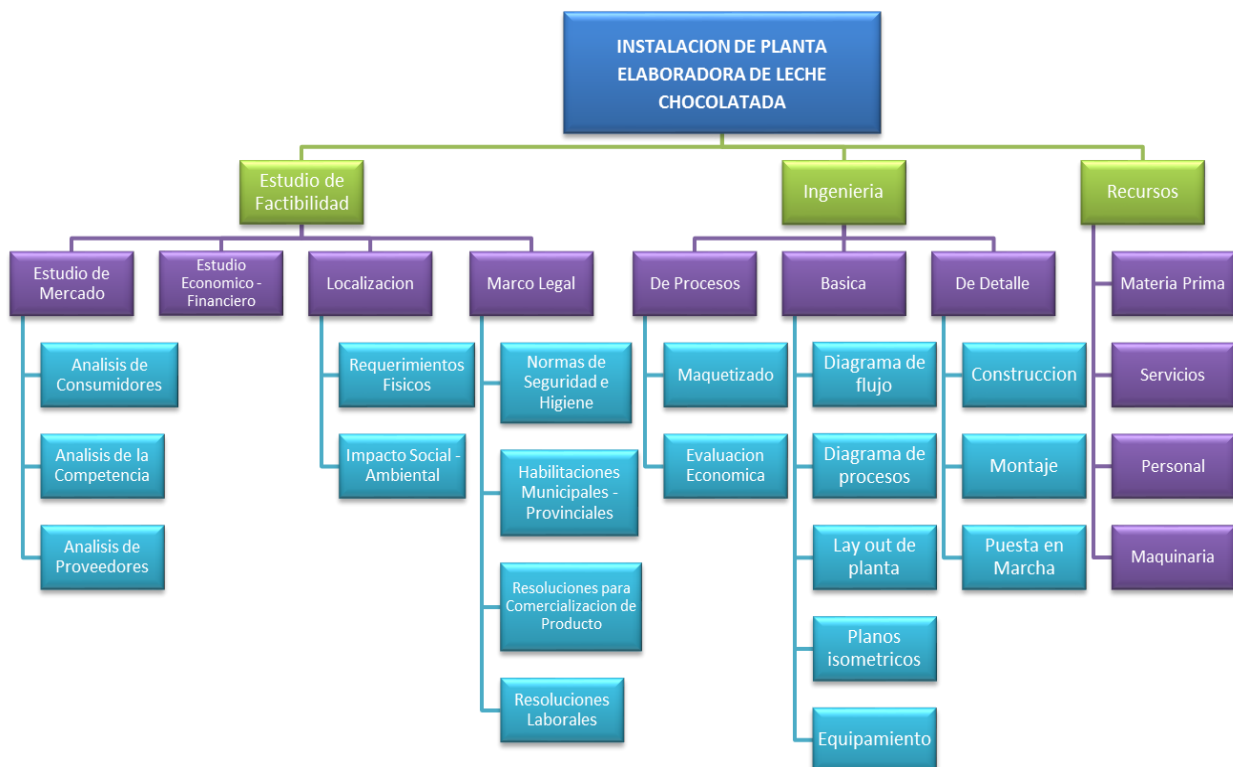 INSTALACION DE PLANTA
ELABORADORA DE LECHE
CHOCOLATADA
Estudio de
Factibilidad
Ingenieria
Recursos
Estudio de
Mercado
Estudio
Economico -
Financiero
Localizacion
Marco Legal
De Procesos
Basica
De Detalle
Materia Prima
Analisis de
Consumidores
Requerimientos
Fisicos
Normas de
Seguridad e
Higiene
Maquetizado
Diagrama de
flujo
Construccion
Servicios
Analisis de la
Competencia
Impacto Social -
Ambiental
Habilitaciones
Municipales -
Provinciales
Evaluacion
Economica
Diagrama de
procesos
Montaje
Personal
Analisis de
Proveedores
Resoluciones para
Comercializacion de
Producto
Lay out de
planta
Puesta en
Marcha
Maquinaria
Planos
isometricos
Resoluciones
Laborales
Equipamiento